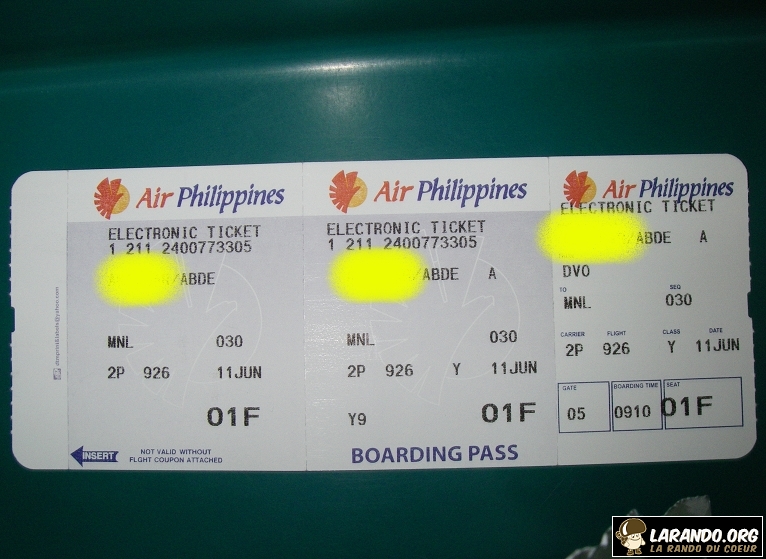 Air Philippines
ELECTRONIC TICKET
1 211 2400773305
/ABDE
MNL 030
2P 926 11JUN
01F
INSERT
NOT VALID WITHOUT
FLGHT COUPON ATTACHED
Air Philippines
ELECTRONIC TICKET
1 211 2400773305
/ABDE A
MNL 030
2P 926 Y 11JUN
Y9 01F
BOARDING PASS
Air Philippines
ELECTRONIC TICKET
/ABDE A
DVO
TO SEQ
MNL 030
CARRIER FLIGHT CLASS DATE
2P 926 Y 11JUN
GATE BOARDING TIME SEAT
05 0910 01F
LARANDO.ORG
LA RANDO DU COEUR